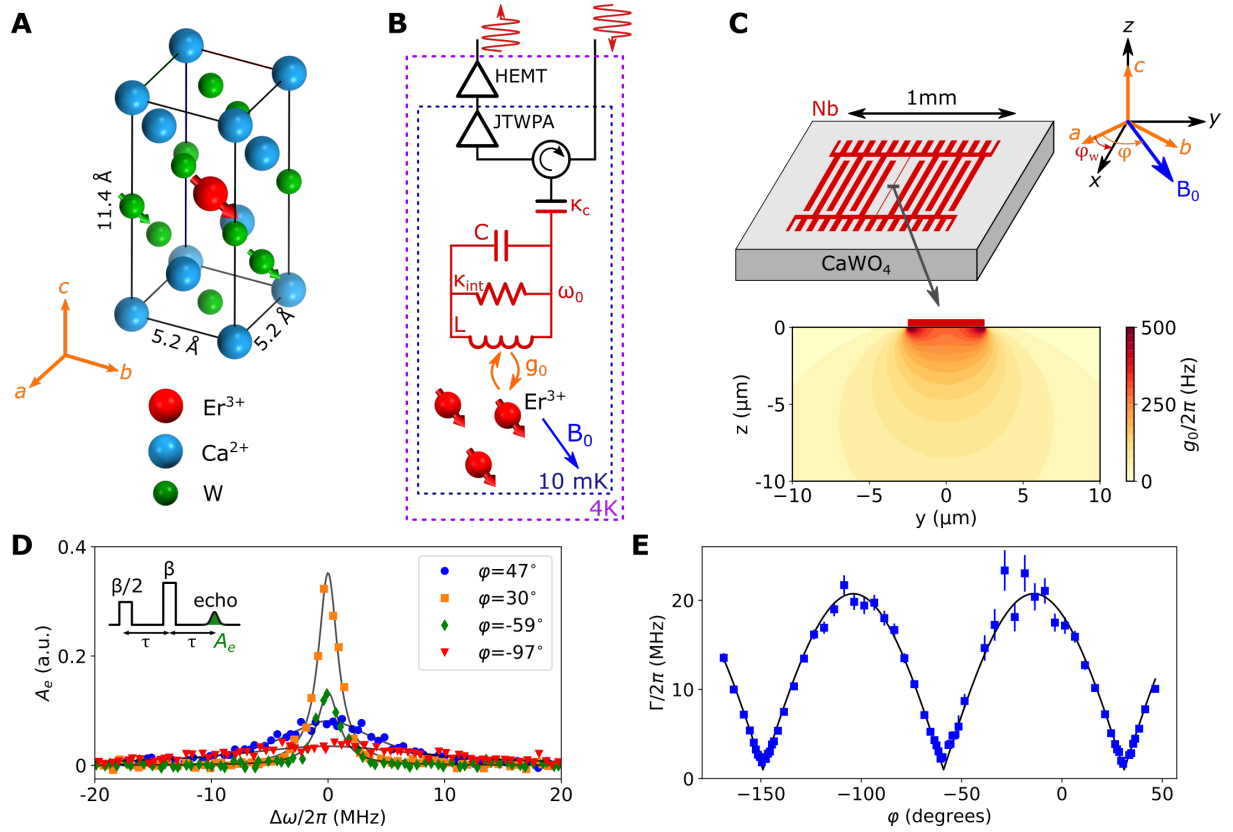 A
11.4 Å
5.2 Å
5.2 Å
c
a
b
Er³⁺
Ca²⁺
W
B
HEMT
JTWPA
κc
C
κint
ω₀
L
g₀
Er³⁺
B₀
10 mK
4K
C
Nb
1mm
CaWO₄
z
c
y
a
φw
φ
b
x
B₀
0
-5
-10
z (μm)
−10
−5
0
5
10
y (μm)
500
250
0
g₀/2π (Hz)
D
0.4
0.2
0
Aₑ (a.u.)
β/2
β
echo
τ
τ
Aₑ
φ=47°
φ=30°
φ=-59°
φ=-97°
-20
-10
0
10
20
Δω/2π (MHz)
E
20
10
0
Γ/2π (MHz)
−150
−100
−50
0
50
φ (degrees)